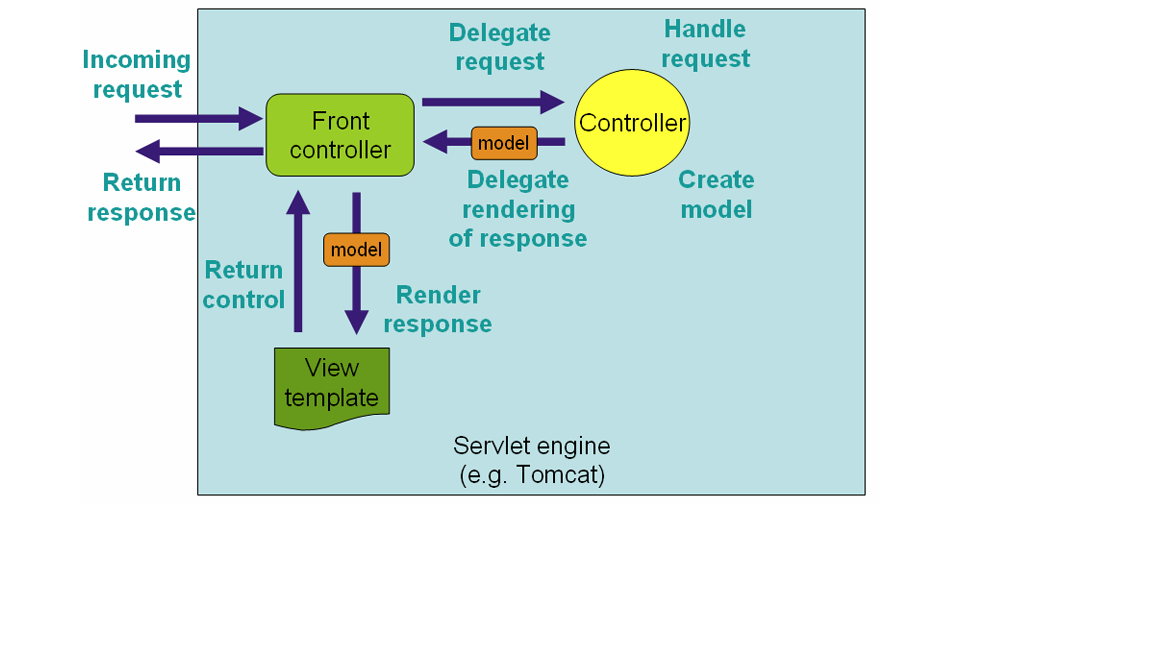 Incoming
request
Return
response
Front
controller
Delegate
request
Handle
request
Controller
model
Delegate
rendering
of response
Create
model
model
Return
control
Render
response
View
template
Servlet engine
(e.g. Tomcat)